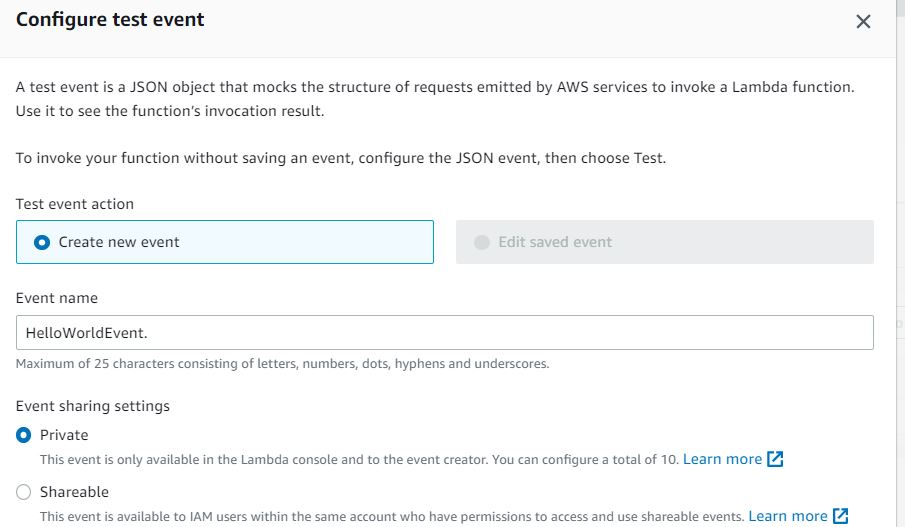 Configure test event
A test event is a JSON object that mocks the structure of requests emitted by AWS services to invoke a Lambda function.
Use it to see the function's invocation result.
To invoke your function without saving an event, configure the JSON event, then choose Test.
Test event action
Create new event
Edit saved event
Event name
HelloWorldEvent.
Maximum of 25 characters consisting of letters, numbers, dots, hyphens and underscores.
Event sharing settings
Private
This event is only available in the Lambda console and to the event creator. You can configure a total of 10. Learn more
Shareable
This event is available to IAM users within the same account who have permissions to access and use shareable events. Learn more